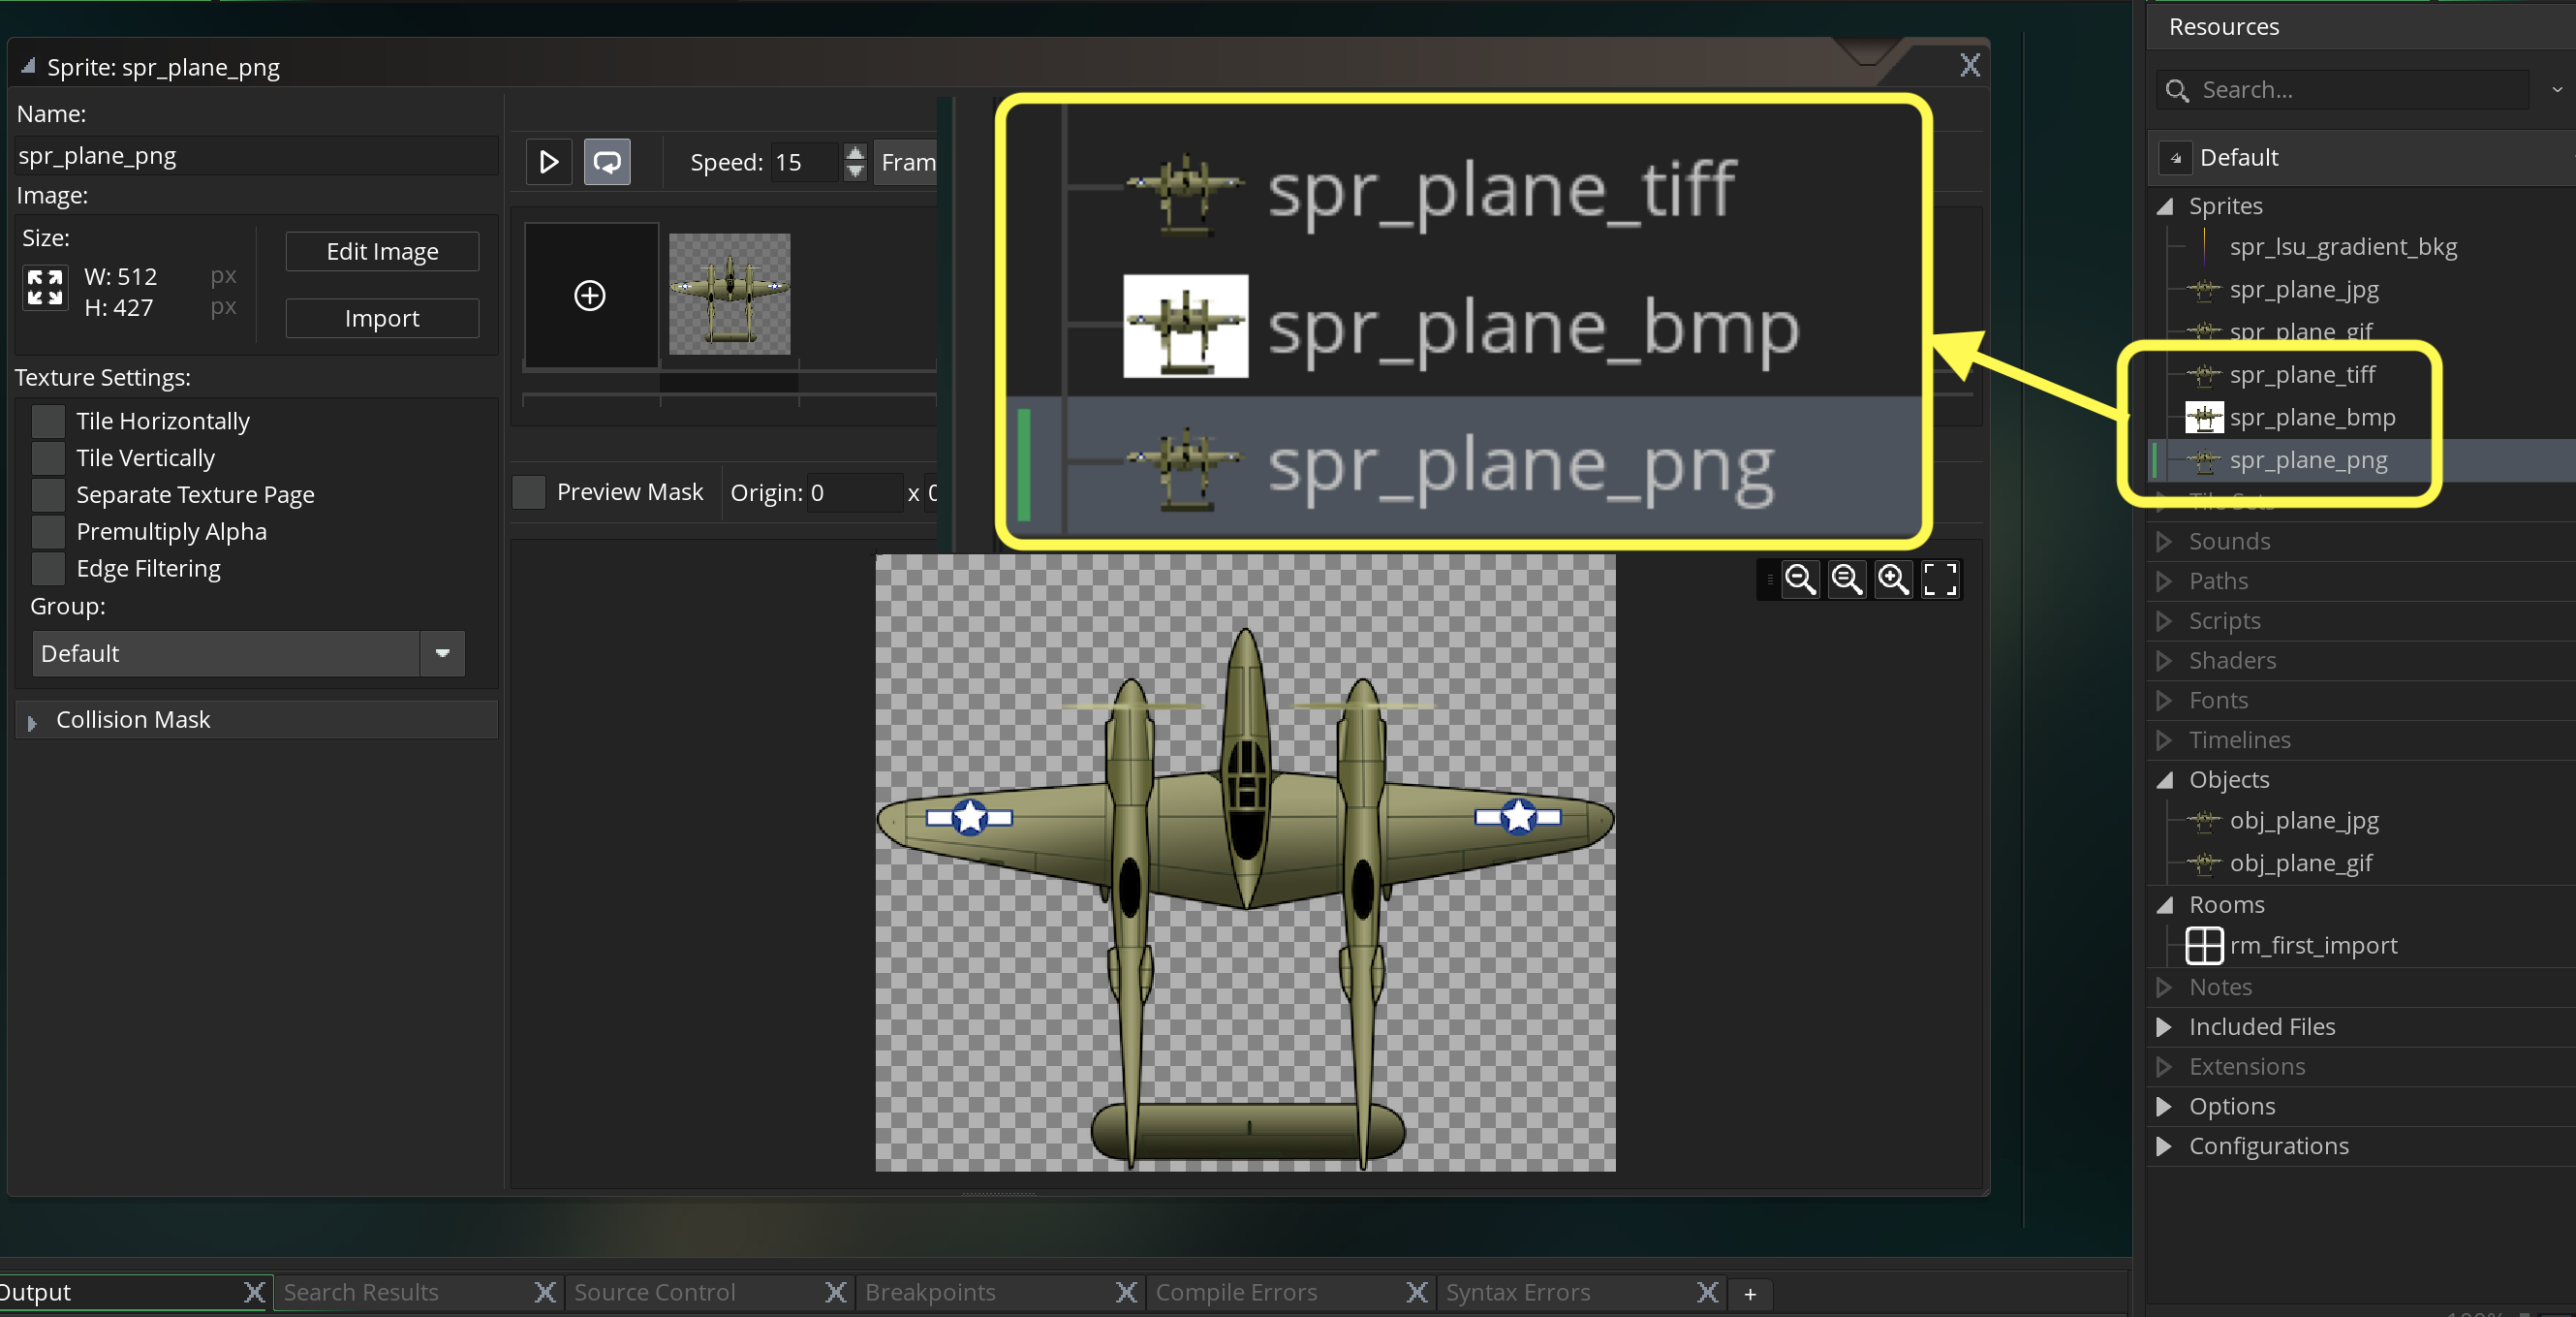 Sprite: spr_plane_png
X
Name:
spr_plane_png
Image:
Size:
W: 512 px
H: 427 px
Edit Image
Import
Texture Settings:
Tile Horizontally
Tile Vertically
Separate Texture Page
Premultiply Alpha
Edge Filtering
Group:
Default
Collision Mask
Speed: 15
Fram
Preview Mask
Origin: 0 x 0
spr_plane_tiff
spr_plane_bmp
spr_plane_png
Resources
Search...
Default
Sprites
spr_lsu_gradient_bkg
spr_plane_jpg
spr_plane_gif
spr_plane_tiff
spr_plane_bmp
spr_plane_png
Tile Sets
Sounds
Paths
Scripts
Shaders
Fonts
Timelines
Objects
obj_plane_jpg
obj_plane_gif
Rooms
rm_first_import
Notes
Included Files
Extensions
Options
Configurations
Output X Search Results X Source Control X Breakpoints X Compile Errors X Syntax Errors X +